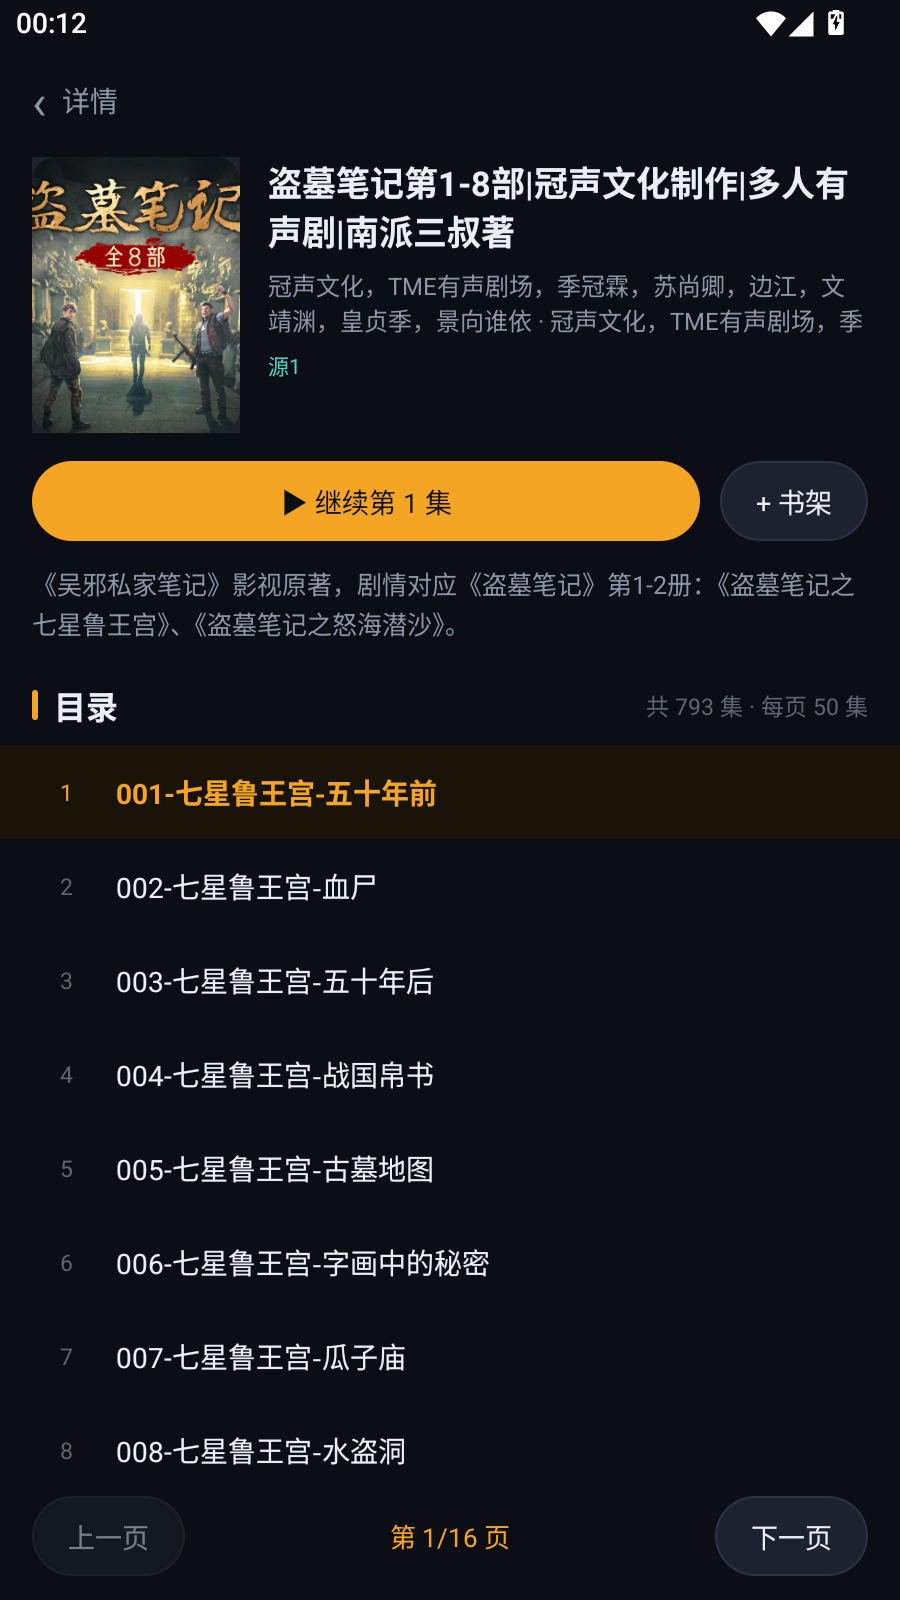 00:12
‹ 详情
盗墓笔记
全8部
盗墓笔记第1-8部|冠声文化制作|多人有
声剧|南派三叔著
冠声文化，TME有声剧场，季冠霖，苏尚卿，边江，文
靖渊，皇贞季，景向谁依 · 冠声文化，TME有声剧场，季
源1
▶ 继续第 1 集
+ 书架
《吴邪私家笔记》影视原著，剧情对应《盗墓笔记》第1-2册：《盗墓笔记之
七星鲁王宫》、《盗墓笔记之怒海潜沙》。
目录
共 793 集 · 每页 50 集
1 001-七星鲁王宫-五十年前
2 002-七星鲁王宫-血尸
3 003-七星鲁王宫-五十年后
4 004-七星鲁王宫-战国帛书
5 005-七星鲁王宫-古墓地图
6 006-七星鲁王宫-字画中的秘密
7 007-七星鲁王宫-瓜子庙
8 008-七星鲁王宫-水盗洞
上一页
第 1/16 页
下一页